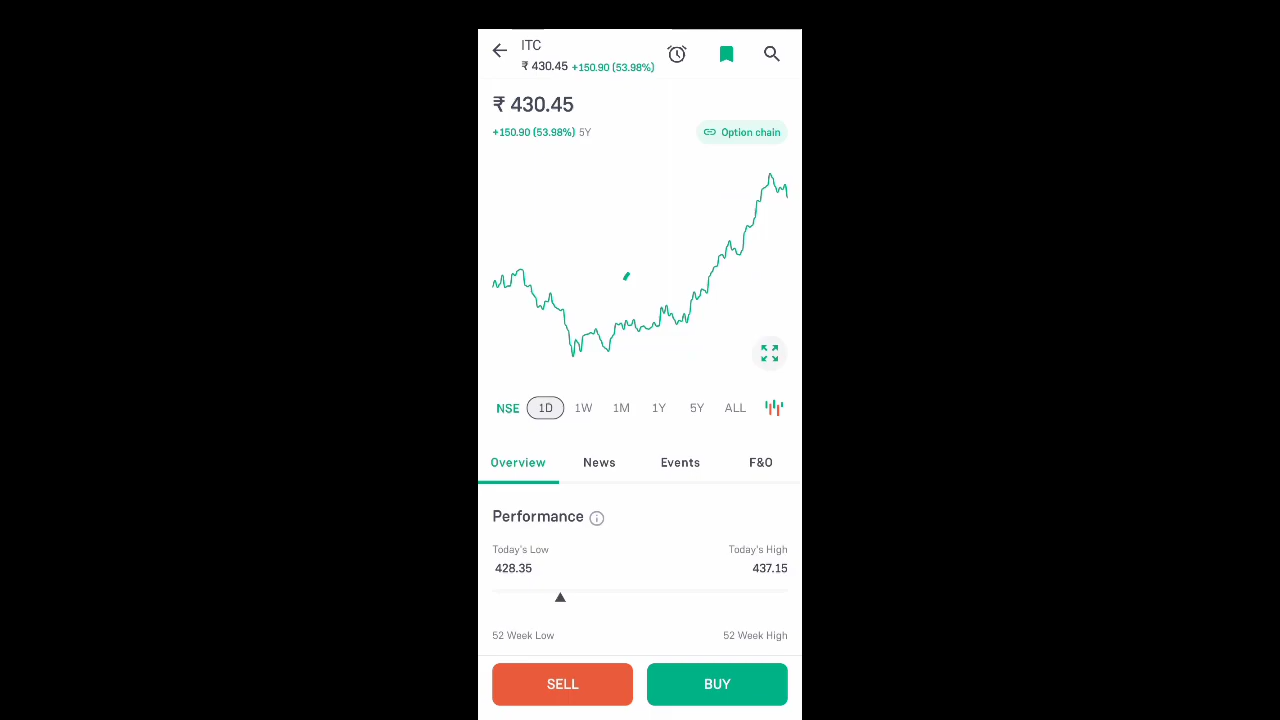 ITC
₹ 430.45 +150.90 (53.98%)
₹ 430.45
+150.90 (53.98%) 5Y
Option chain
NSE 1D 1W 1M 1Y 5Y ALL
Overview News Events F&O
Performance
Today's Low Today's High
428.35 437.15
52 Week Low 52 Week High
SELL BUY